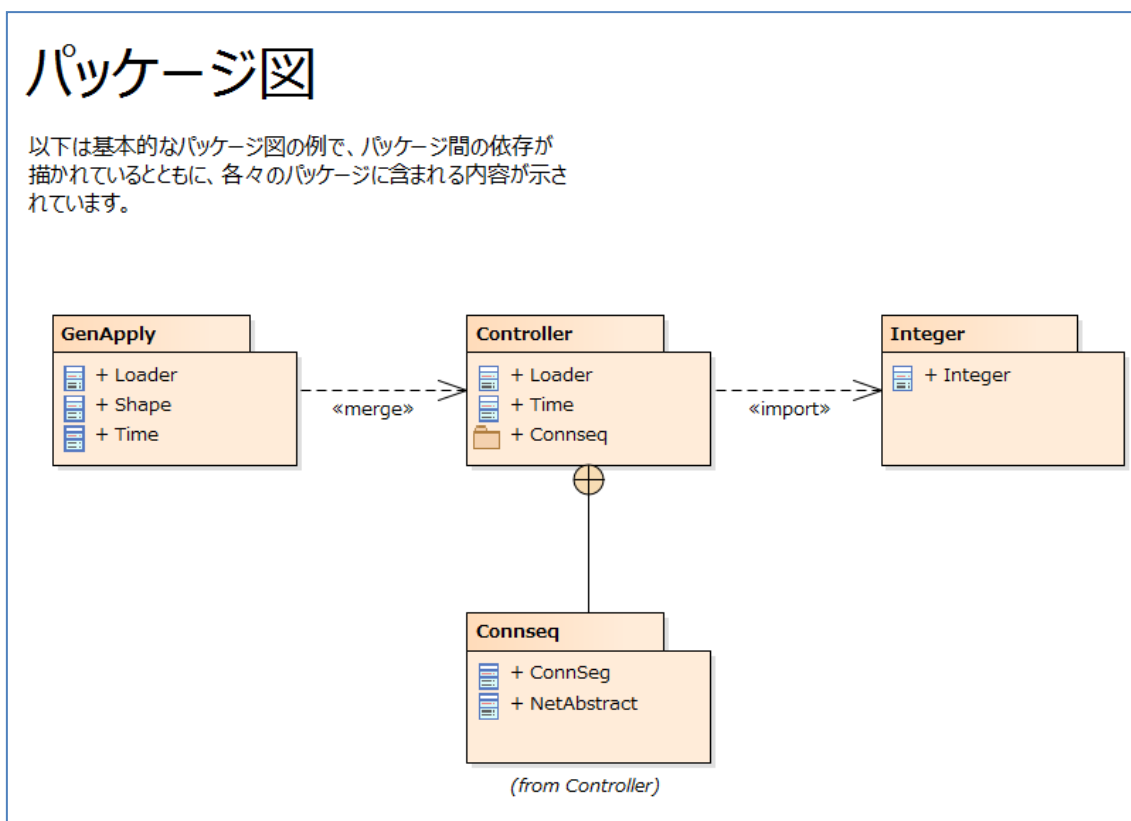 パッケージ図
以下は基本的なパッケージ図の例で、パッケージ間の依存が
描かれているとともに、各々のパッケージに含まれる内容が示さ
れています。
GenApply
+ Loader
+ Shape
+ Time
«merge»
Controller
+ Loader
+ Time
+ Connseq
«import»
Integer
+ Integer
Connseq
+ ConnSeg
+ NetAbstract
(from Controller)